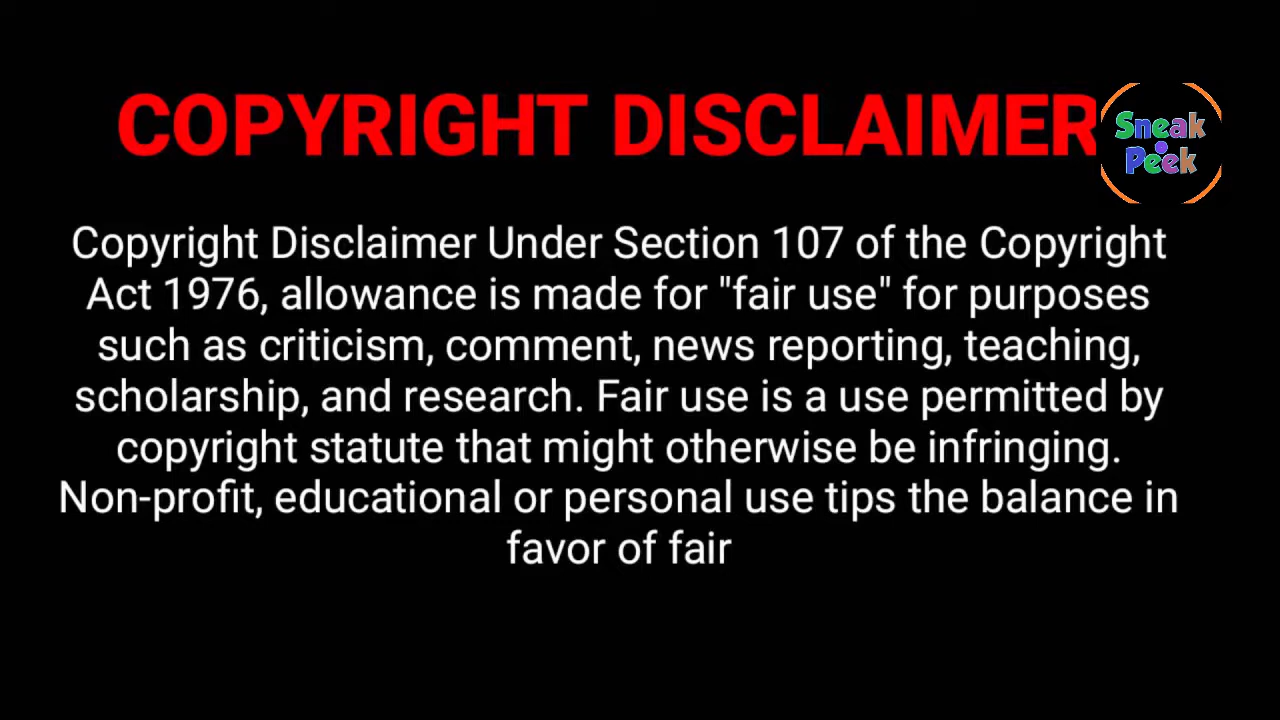 COPYRIGHT DISCLAIMER
Sneak
Peek
Copyright Disclaimer Under Section 107 of the Copyright
Act 1976, allowance is made for "fair use" for purposes
such as criticism, comment, news reporting, teaching,
scholarship, and research. Fair use is a use permitted by
copyright statute that might otherwise be infringing.
Non-profit, educational or personal use tips the balance in
favor of fair